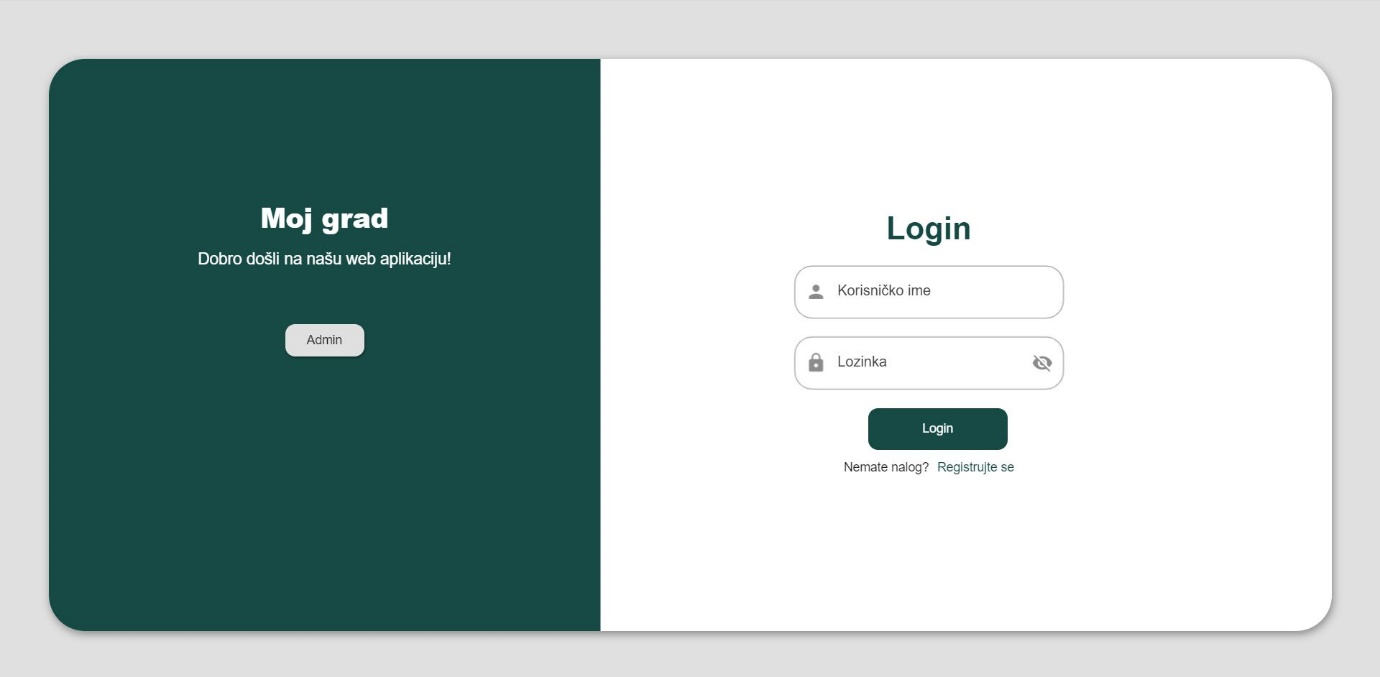 Moj grad
Dobro došli na našu web aplikaciju!
Admin
Login
Korisničko ime
Lozinka
Login
Nemate nalog? Registrujte se